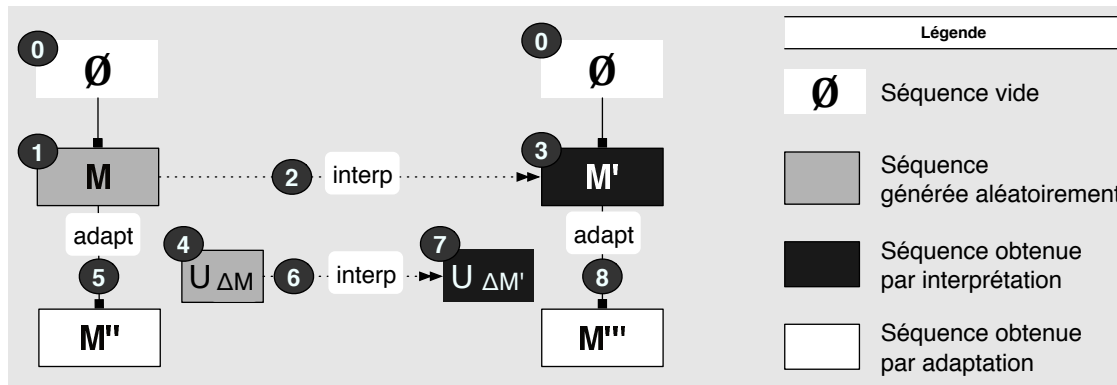 0
Ø
0
Ø
1
M
2
interp
3
M'
adapt
adapt
4
U ΔM
5
6
interp
7
U ΔM'
8
M''
M'''
Légende
Ø
Séquence vide
Séquence
générée aléatoirement
Séquence obtenue
par interprétation
Séquence obtenue
par adaptation